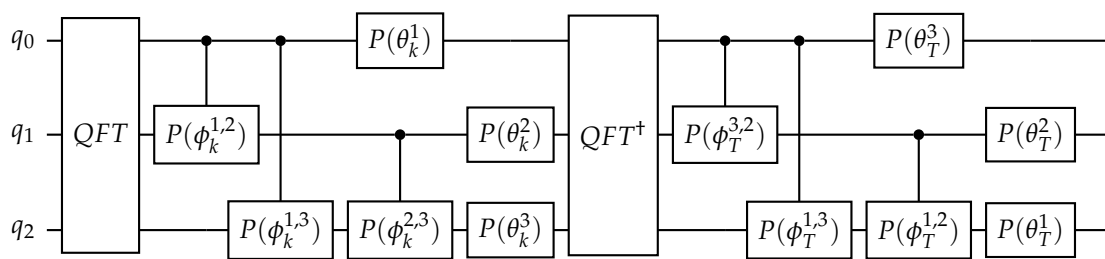 q₀ P(θ_k^1) P(θ_T^3)
q₁ QFT P(φ_k^{1,2}) P(θ_k^2) QFT† P(φ_T^{3,2}) P(θ_T^2)
q₂ P(φ_k^{1,3}) P(φ_k^{2,3}) P(θ_k^3) P(φ_T^{1,3}) P(φ_T^{1,2}) P(θ_T^1)